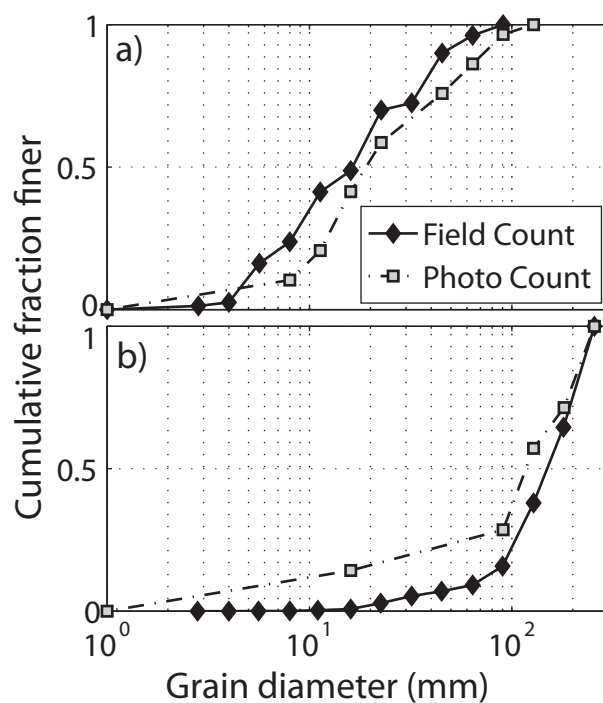 1
a)
0.5
Field Count
Photo Count
0
1
b)
0.5
0
10^0
10^1
10^2
Cumulative fraction finer
Grain diameter (mm)